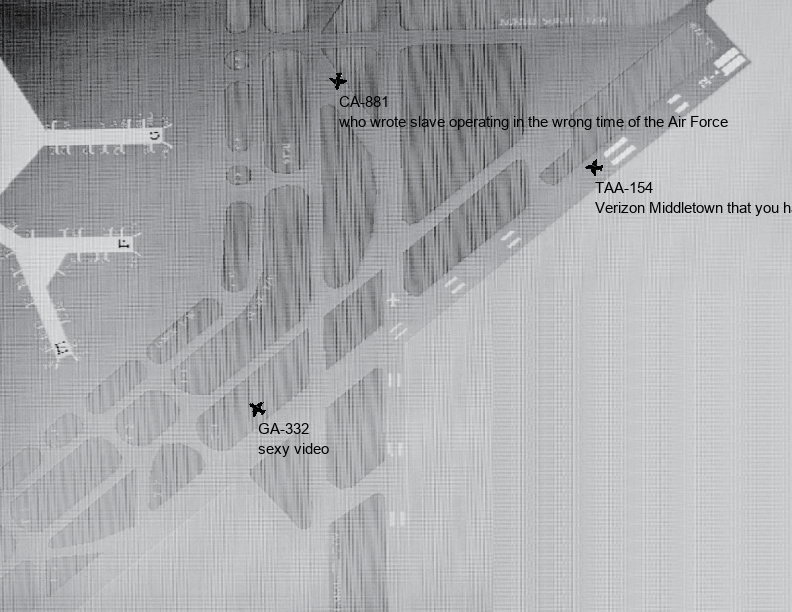 CA-881
who wrote slave operating in the wrong time of the Air Force
TAA-154
Verizon Middletown that you h
G
F
GA-332
sexy video